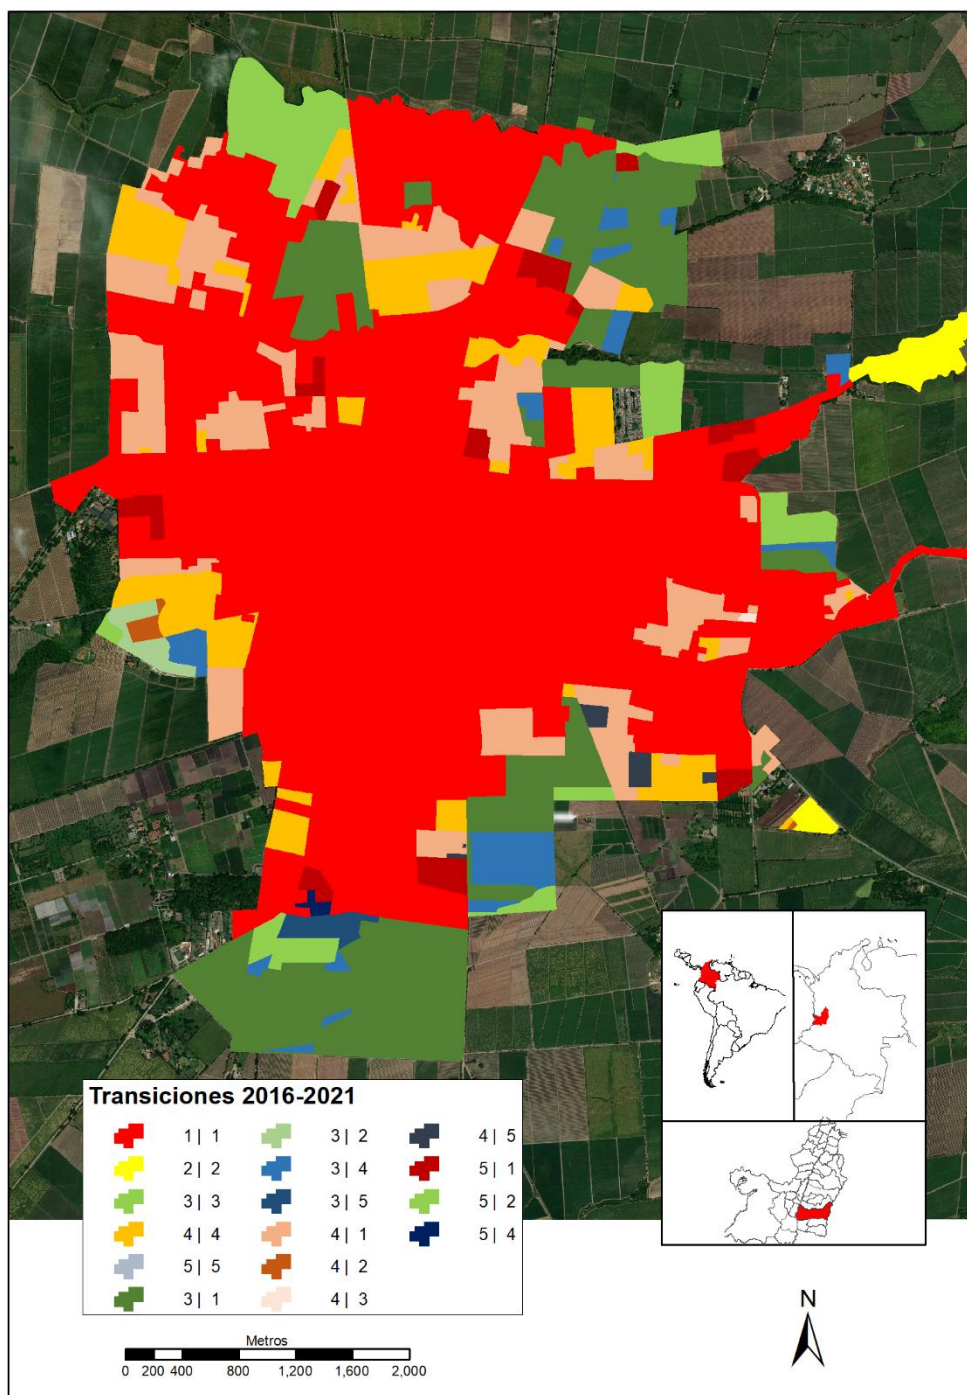 Transiciones 2016-2021
1 | 1 3 | 2 4 | 5
2 | 2 3 | 4 5 | 1
3 | 3 3 | 5 5 | 2
4 | 4 4 | 1 5 | 4
5 | 5 4 | 2
3 | 1 4 | 3
N
Metros
0 200 400 800 1,200 1,600 2,000